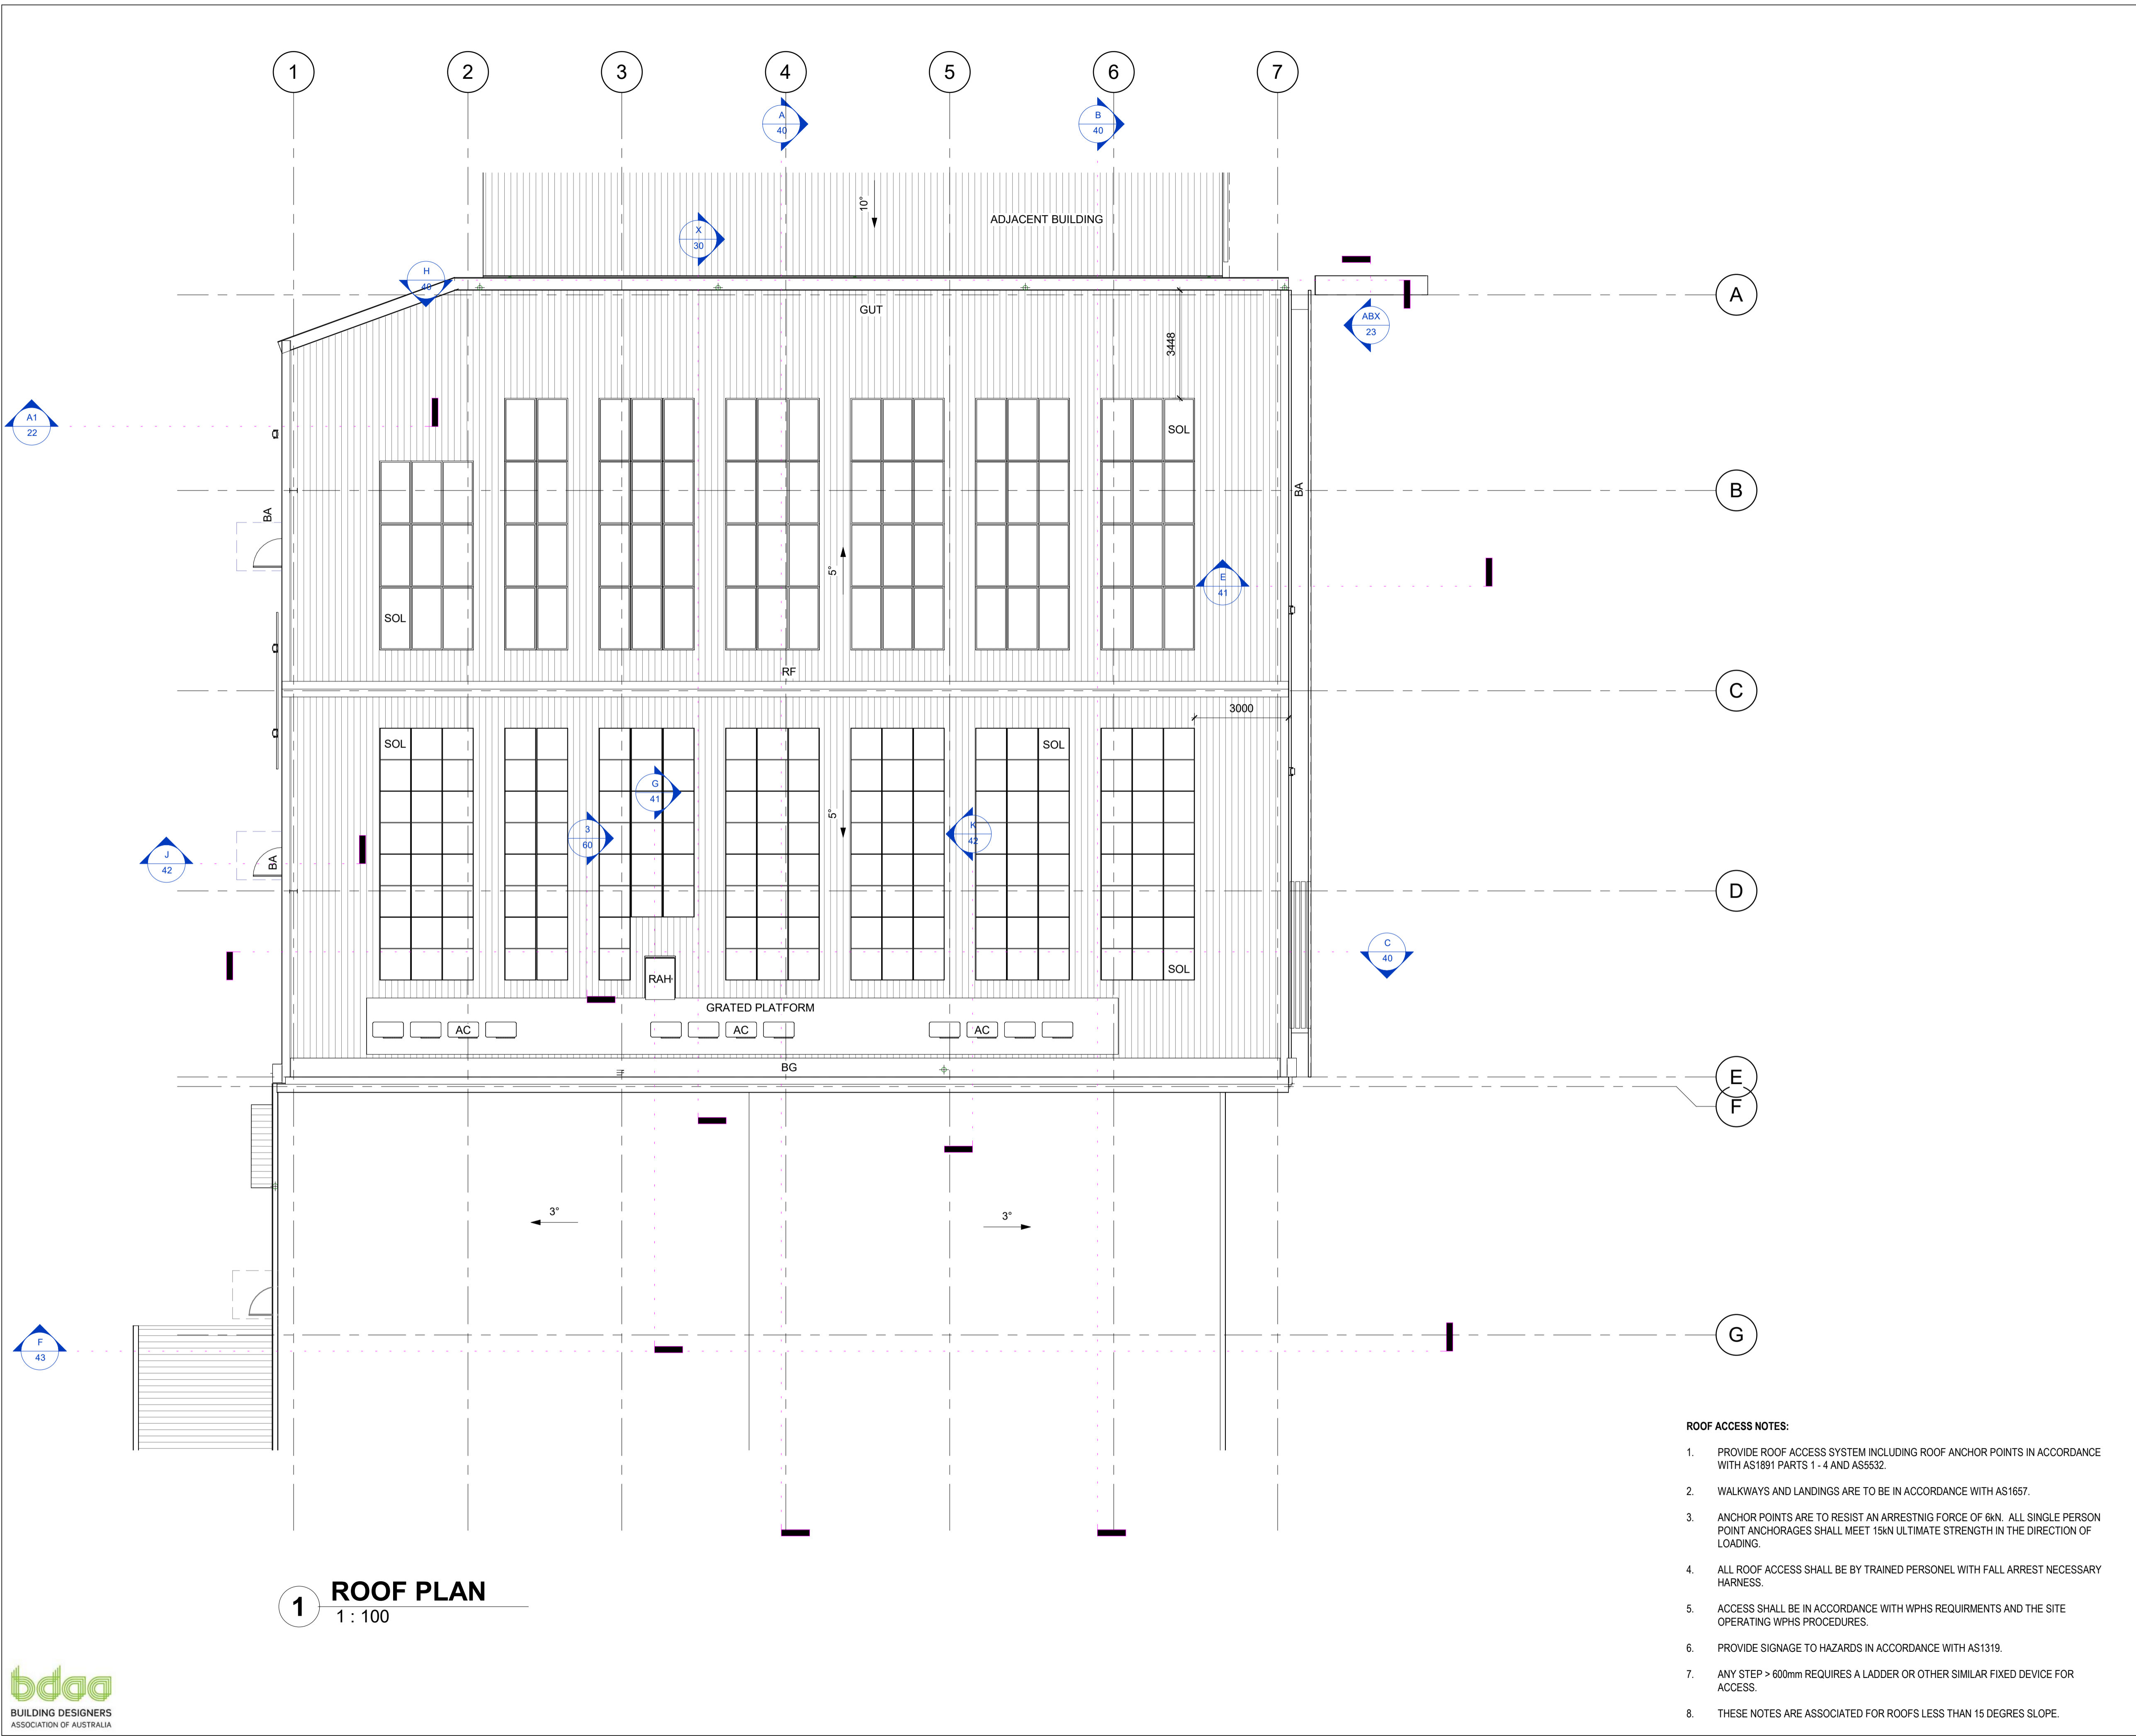 1
2
3
4
5
6
7
A
40
B
40
10°
ADJACENT BUILDING
X
30
H
40
A
GUT
ABX
23
3448
A1
22
SOL
B
BA
BA
5°
E
41
SOL
RF
C
3000
SOL
SOL
G
41
5°
3
60
K
42
J
42
BA
D
C
40
SOL
RAH
GRATED PLATFORM
AC
AC
AC
BG
E
F
3°
3°
G
F
43
1
ROOF PLAN
1 : 100
ROOF ACCESS NOTES:
1. PROVIDE ROOF ACCESS SYSTEM INCLUDING ROOF ANCHOR POINTS IN ACCORDANCE
WITH AS1891 PARTS 1 - 4 AND AS5532.
2. WALKWAYS AND LANDINGS ARE TO BE IN ACCORDANCE WITH AS1657.
3. ANCHOR POINTS ARE TO RESIST AN ARRESTNIG FORCE OF 6kN. ALL SINGLE PERSON
POINT ANCHORAGES SHALL MEET 15kN ULTIMATE STRENGTH IN THE DIRECTION OF
LOADING.
4. ALL ROOF ACCESS SHALL BE BY TRAINED PERSONEL WITH FALL ARREST NECESSARY
HARNESS.
5. ACCESS SHALL BE IN ACCORDANCE WITH WPHS REQUIRMENTS AND THE SITE
OPERATING WPHS PROCEDURES.
6. PROVIDE SIGNAGE TO HAZARDS IN ACCORDANCE WITH AS1319.
7. ANY STEP > 600mm REQUIRES A LADDER OR OTHER SIMILAR FIXED DEVICE FOR
ACCESS.
8. THESE NOTES ARE ASSOCIATED FOR ROOFS LESS THAN 15 DEGRES SLOPE.
bdaa
BUILDING DESIGNERS
ASSOCIATION OF AUSTRALIA